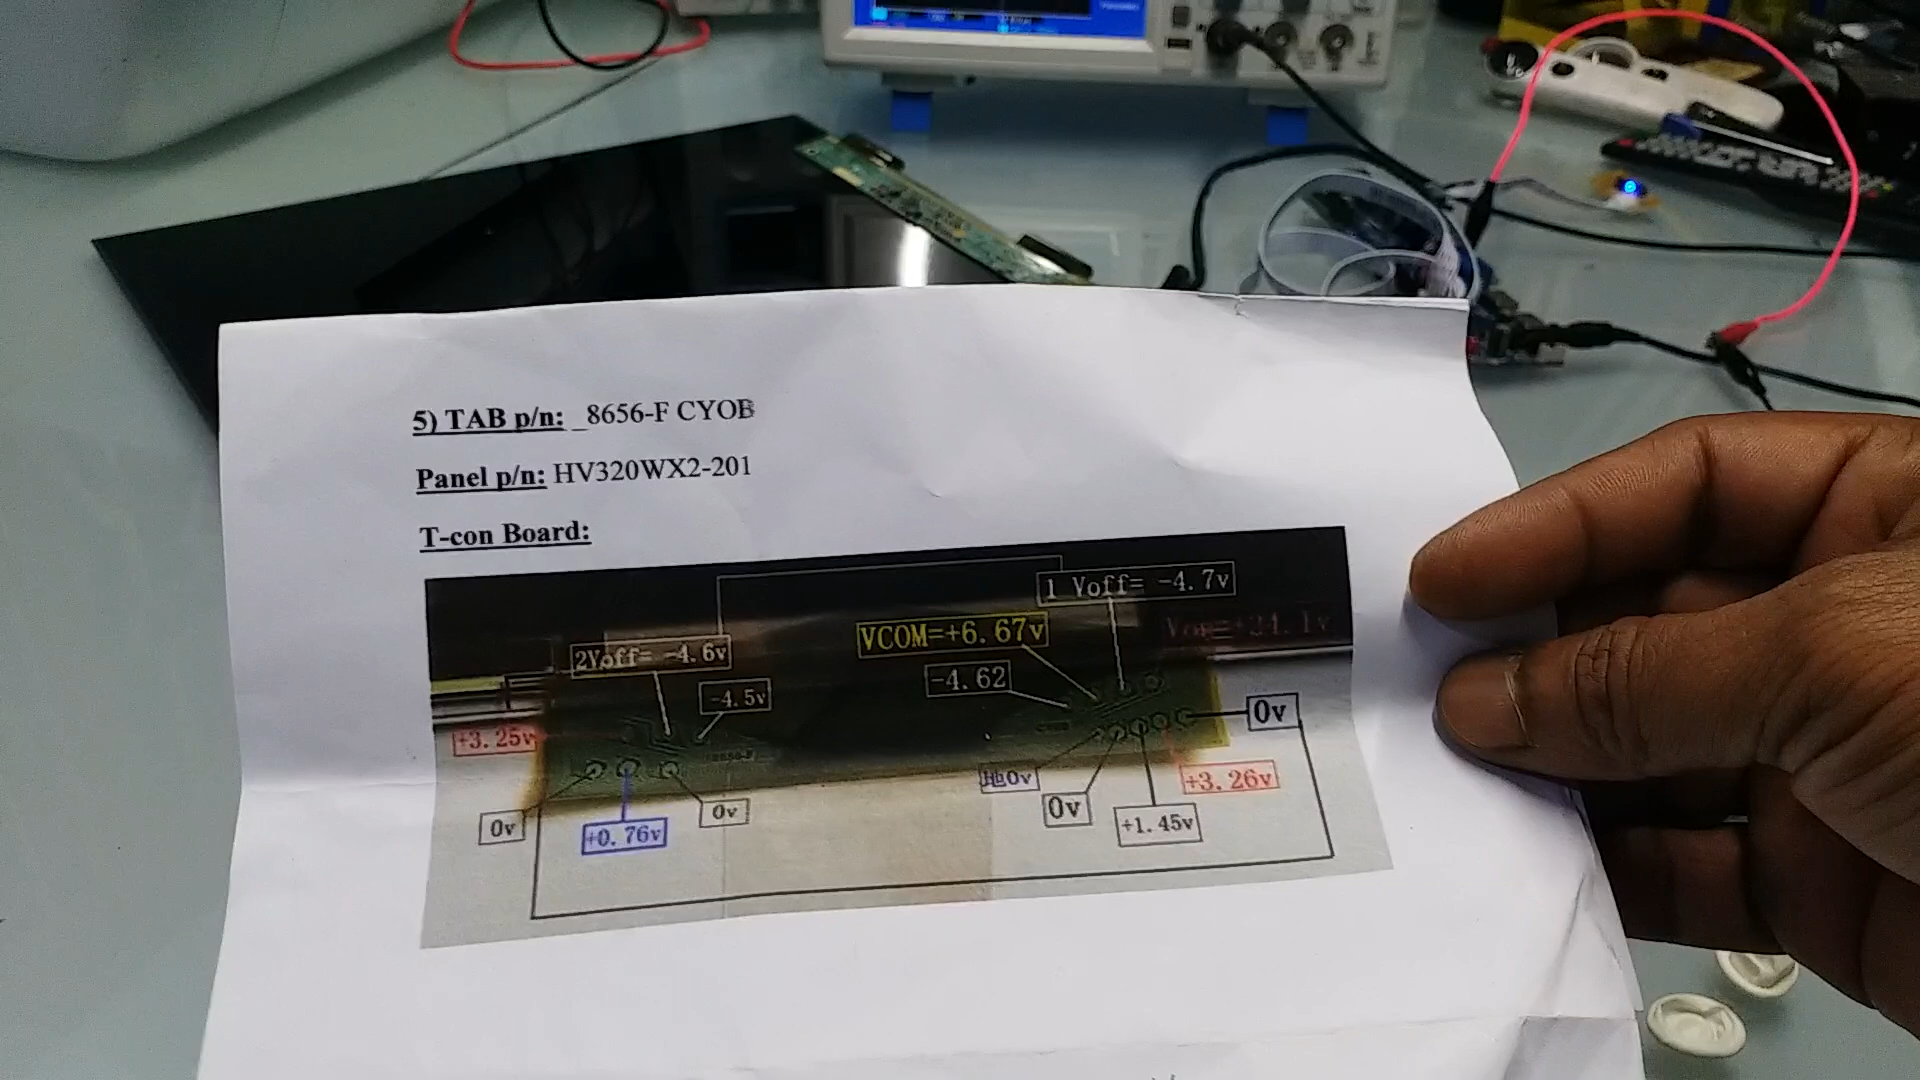 5) TAB p/n: _8656-F CYOB
Panel p/n: HV320WX2-201
T-con Board:
1 Voff= -4.7v
VCOM=+6.67v
2Voff= -4.6v
-4.62
-4.5v
0v
+3.25v
地0v
+3.26v
0v
0v
+1.45v
0v
+0.76v